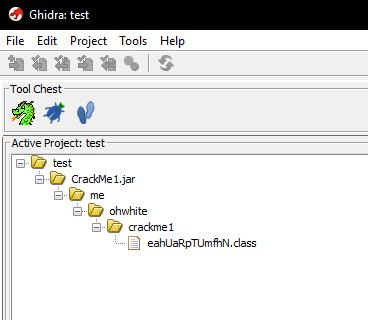 Ghidra: test
File Edit Project Tools Help
Tool Chest
Active Project: test
test
CrackMe1.jar
me
ohwhite
crackme1
eahUaRpTUmfhN.class